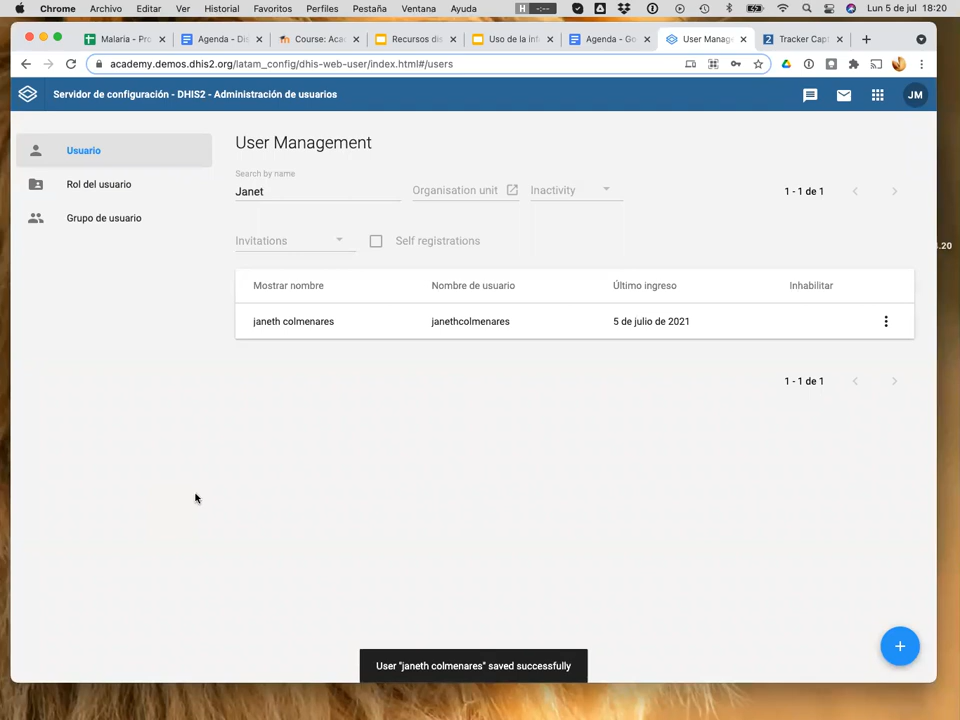 Chrome Archivo Editar Ver Historial Favoritos Perfiles Pestaña Ventana Ayuda H -:-- Lun 5 de jul 18:20
Malaria - Pro Agenda - Dis Course: Aca Recursos dis Uso de la inf Agenda - Go User Manag Tracker Capt
academy.demos.dhis2.org/latam_config/dhis-web-user/index.html#/users
Servidor de configuración - DHIS2 - Administración de usuarios JM
Usuario
Rol del usuario
Grupo de usuario
User Management
Search by name
Janet Organisation unit Inactivity 1 - 1 de 1
Invitations Self registrations
Mostrar nombre Nombre de usuario Último ingreso Inhabilitar
janeth colmenares janethcolmenares 5 de julio de 2021
1 - 1 de 1
+
User "janeth colmenares" saved successfully